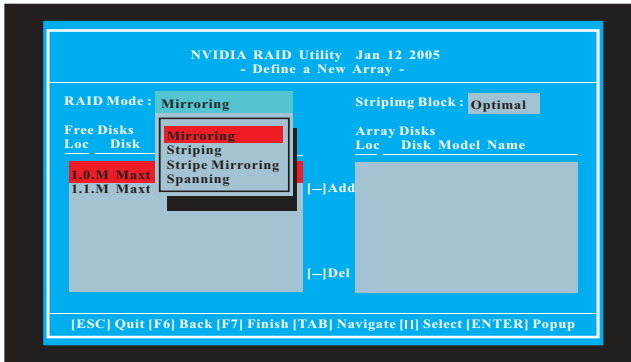 NVIDIA RAID Utility Jan 12 2005
- Define a New Array -
RAID Mode : Mirroring
Stripimg Block : Optimal
Free Disks
Loc Disk
Mirroring
Striping
Stripe Mirroring
Spanning
Array Disks
Loc Disk Model Name
1.0.M Maxt
1.1.M Maxt
[—]Add
[—]Del
[ESC] Quit [F6] Back [F7] Finish [TAB] Navigate [II] Select [ENTER] Popup